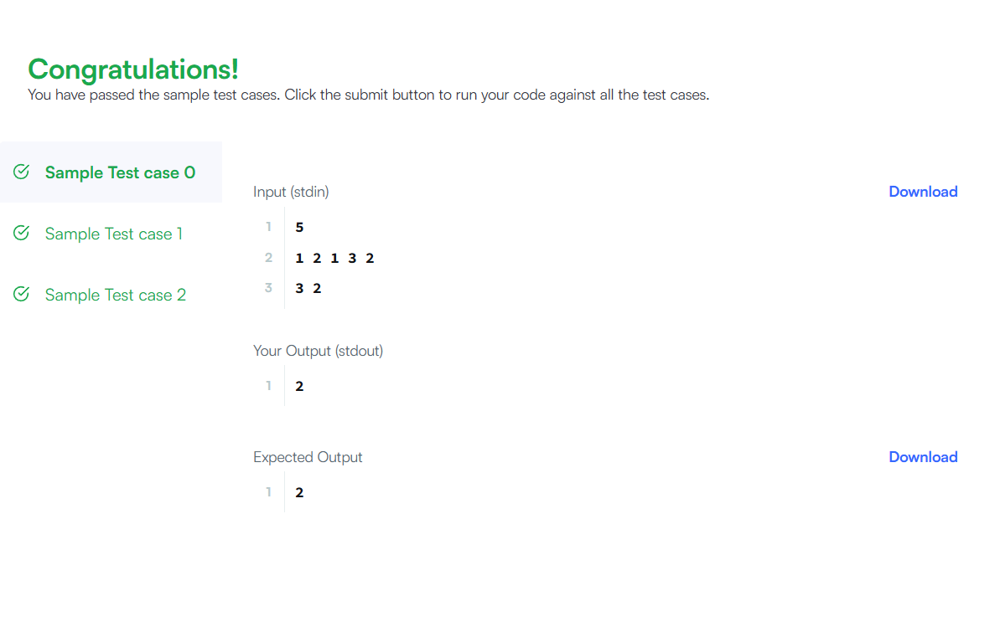 Congratulations!
You have passed the sample test cases. Click the submit button to run your code against all the test cases.
Sample Test case 0
Sample Test case 1
Sample Test case 2
Input (stdin)
Download
1 5
2 1 2 1 3 2
3 3 2
Your Output (stdout)
1 2
Expected Output
Download
1 2